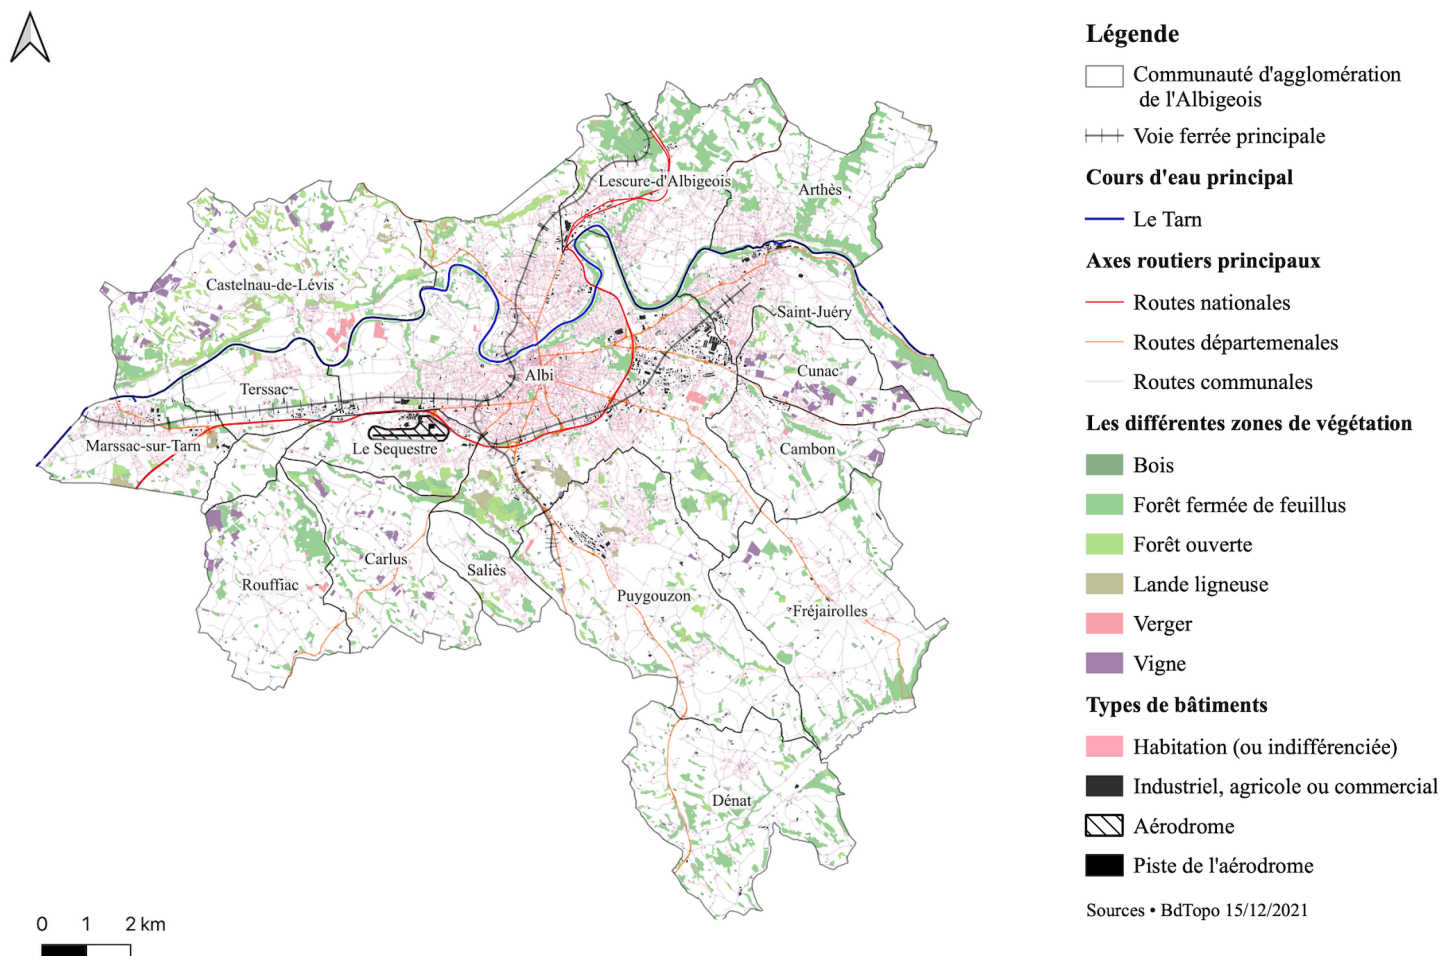 Légende
Communauté d'agglomération
de l'Albigeois
Voie ferrée principale
Cours d'eau principal
Le Tarn
Axes routiers principaux
Routes nationales
Routes départemenales
Routes communales
Les différentes zones de végétation
Bois
Forêt fermée de feuillus
Forêt ouverte
Lande ligneuse
Verger
Vigne
Types de bâtiments
Habitation (ou indifférenciée)
Industriel, agricole ou commercial
Aérodrome
Piste de l'aérodrome
Sources • BdTopo 15/12/2021
Lescure-d'Albigeois
Arthès
Castelnau-de-Lévis
Saint-Juéry
Cunac
Albi
Terssac
Marssac-sur-Tarn
Le Sequestre
Cambon
Carlus
Saliès
Rouffiac
Puygouzon
Fréjairolles
Dénat
0 1 2 km